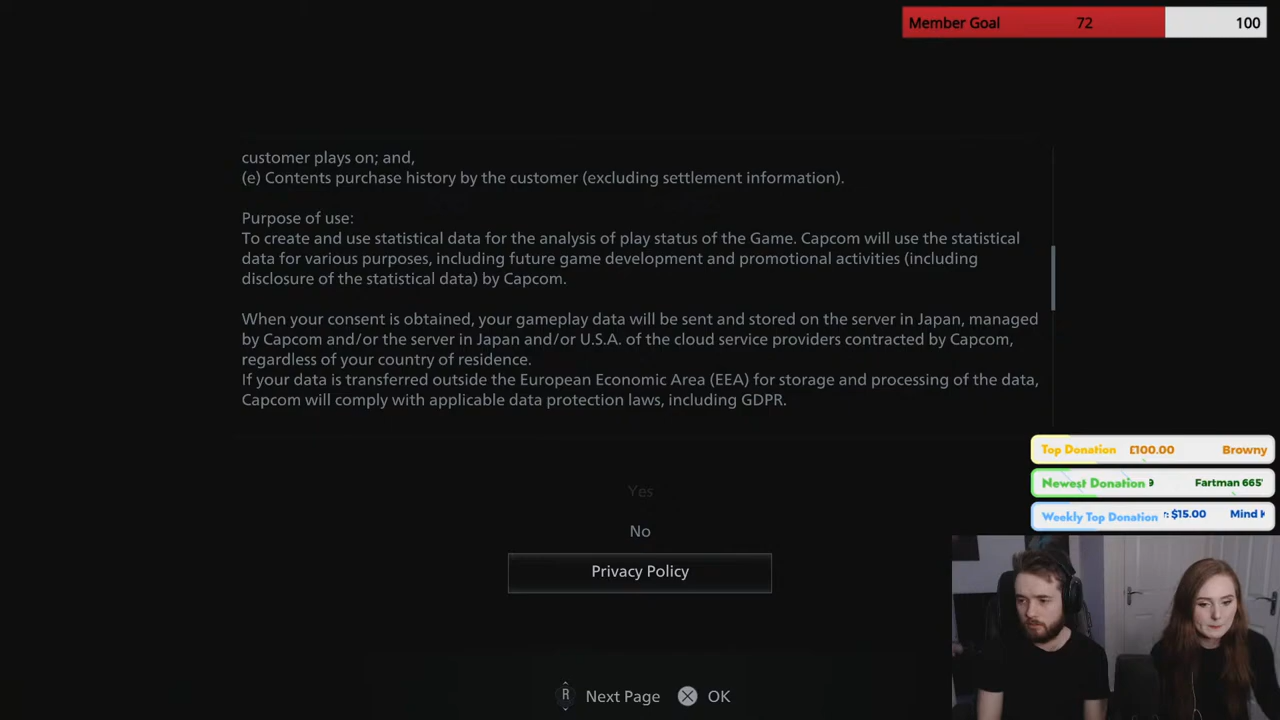 Member Goal 72 100
customer plays on; and,
(e) Contents purchase history by the customer (excluding settlement information).
Purpose of use:
To create and use statistical data for the analysis of play status of the Game. Capcom will use the statistical
data for various purposes, including future game development and promotional activities (including
disclosure of the statistical data) by Capcom.
When your consent is obtained, your gameplay data will be sent and stored on the server in Japan, managed
by Capcom and/or the server in Japan and/or U.S.A. of the cloud service providers contracted by Capcom,
regardless of your country of residence.
If your data is transferred outside the European Economic Area (EEA) for storage and processing of the data,
Capcom will comply with applicable data protection laws, including GDPR.
Top Donation £100.00 Browny
Newest Donation 9 Fartman 665'
Weekly Top Donation : $15.00 Mind
Yes
No
Privacy Policy
R Next Page OK